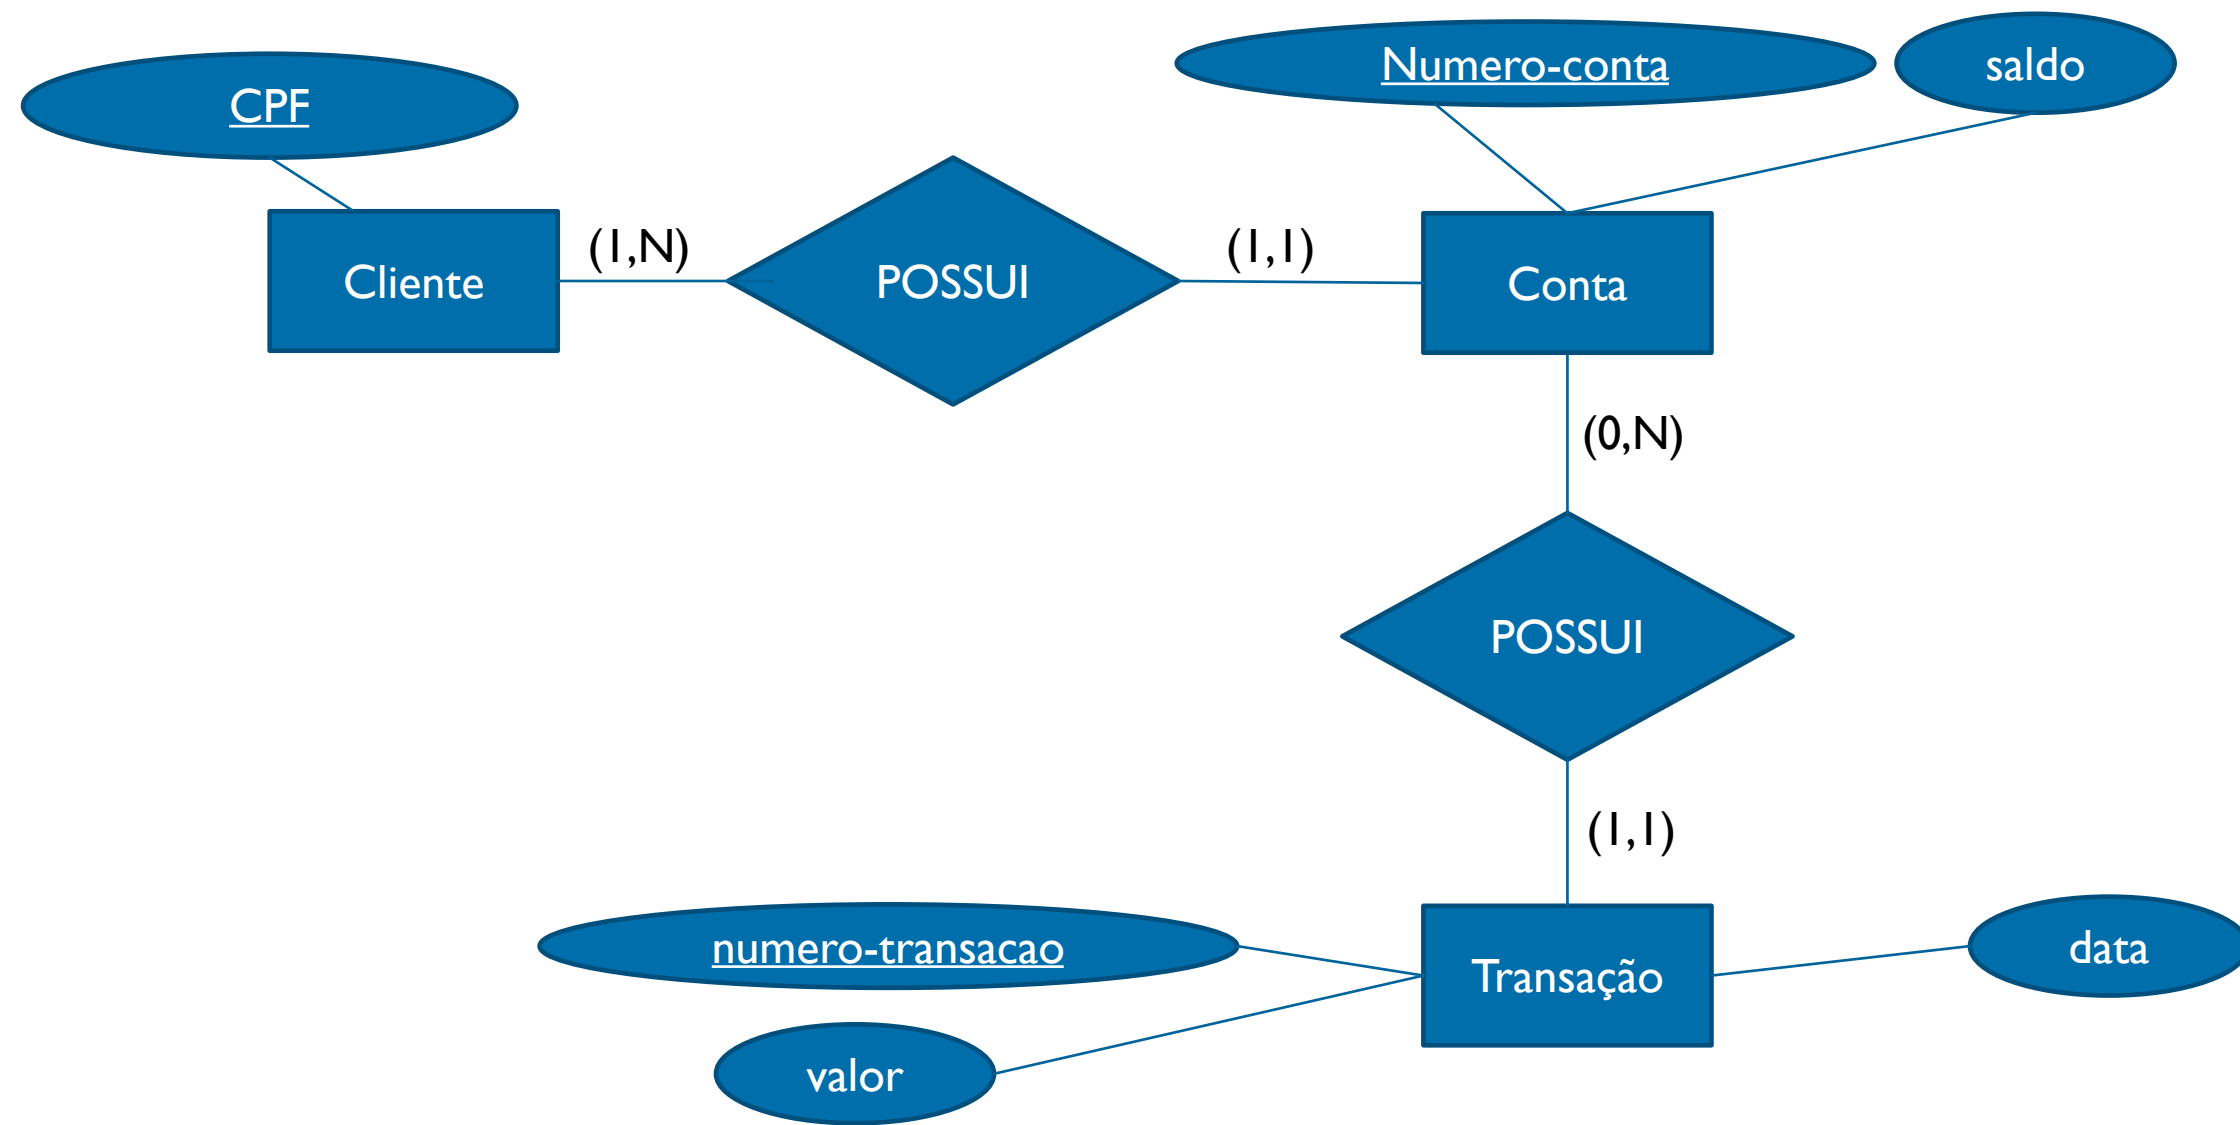 Numero-conta
saldo
CPF
(1,N)
(1,1)
Cliente
POSSUI
Conta
(0,N)
POSSUI
(1,1)
numero-transacao
data
Transação
valor